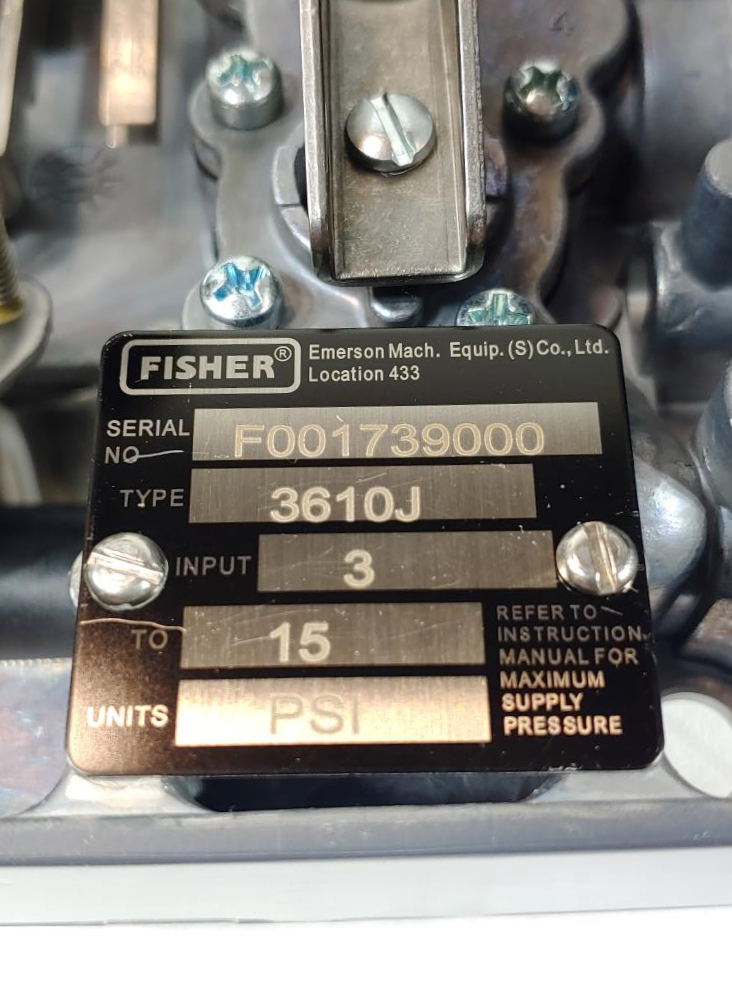 FISHER® Emerson Mach. Equip. (S) Co., Ltd.
Location 433
SERIAL NO F001739000
TYPE 3610J
INPUT 3
TO 15
UNITS PSI
REFER TO
INSTRUCTION
MANUAL FOR
MAXIMUM
SUPPLY
PRESSURE
4